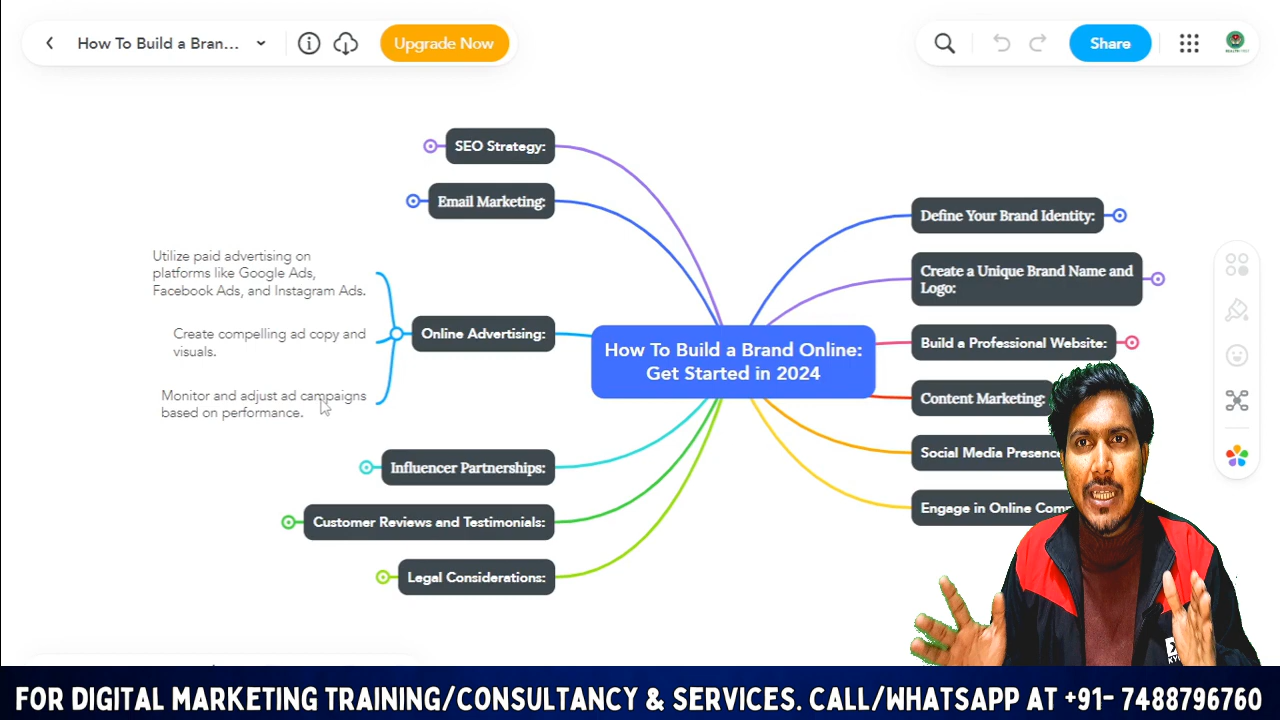 How To Build a Bran...
Upgrade Now
Share
SEO Strategy:
Email Marketing:
Utilize paid advertising on
platforms like Google Ads,
Facebook Ads, and Instagram Ads.
Create compelling ad copy and
visuals.
Monitor and adjust ad campaigns
based on performance.
Online Advertising:
Influencer Partnerships:
Customer Reviews and Testimonials:
Legal Considerations:
How To Build a Brand Online:
Get Started in 2024
Define Your Brand Identity:
Create a Unique Brand Name and
Logo:
Build a Professional Website:
Content Marketing:
Social Media Presence
Engage in Online Com
FOR DIGITAL MARKETING TRAINING/CONSULTANCY & SERVICES. CALL/WHATSAPP AT +91- 7488796760